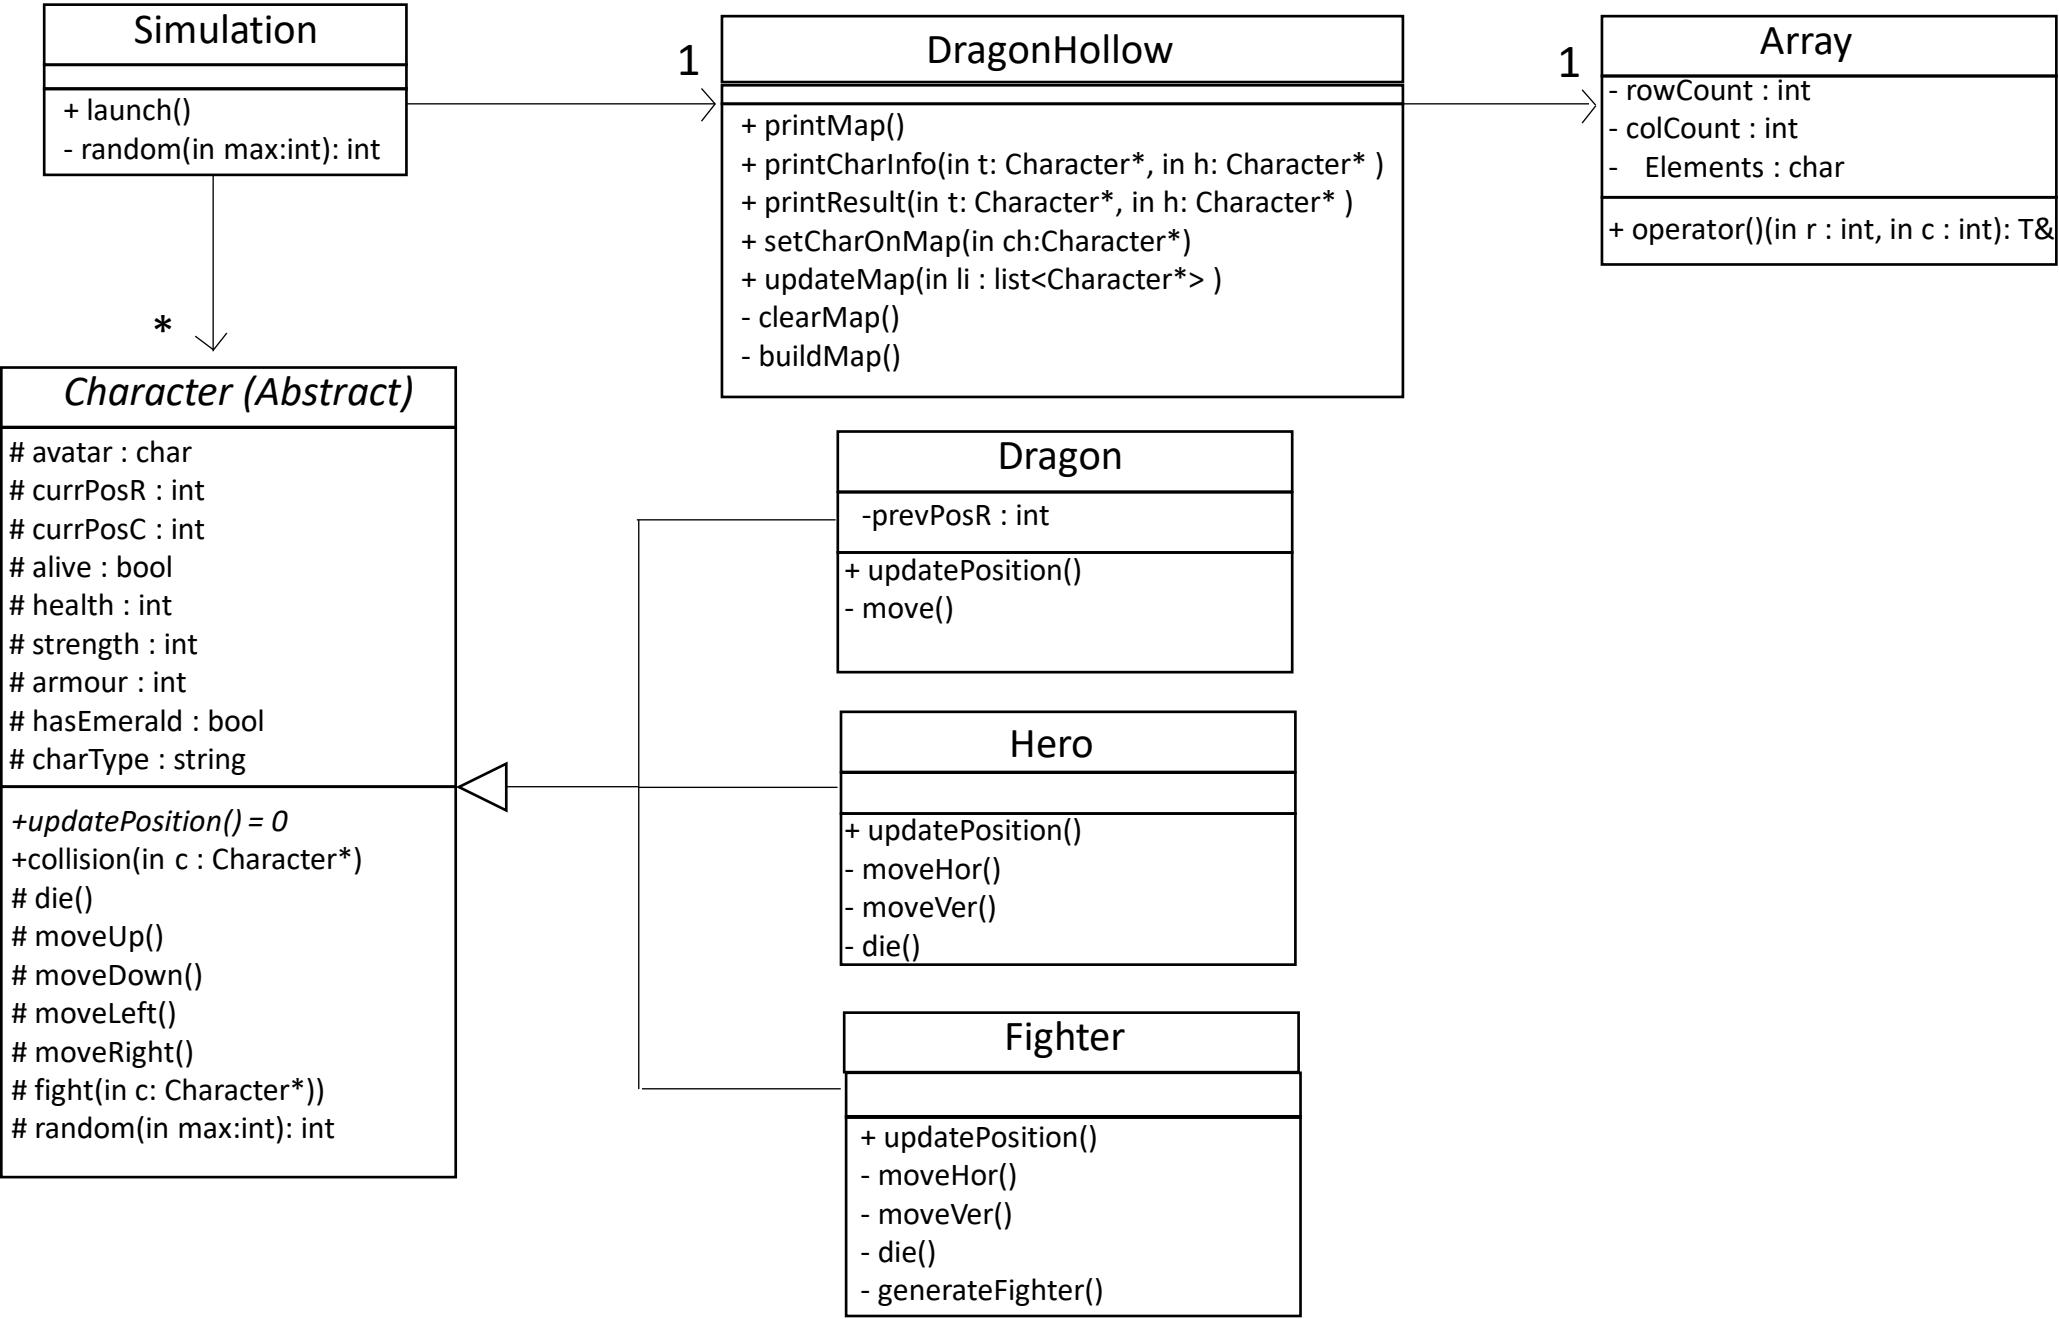 Simulation
+ launch()
- random(in max:int): int
1
DragonHollow
+ printMap()
+ printCharInfo(in t: Character*, in h: Character* )
+ printResult(in t: Character*, in h: Character* )
+ setCharOnMap(in ch:Character*)
+ updateMap(in li : list<Character*> )
- clearMap()
- buildMap()
1
Array
- rowCount : int
- colCount : int
- Elements : char
+ operator()(in r : int, in c : int): T&
*
Character (Abstract)
# avatar : char
# currPosR : int
# currPosC : int
# alive : bool
# health : int
# strength : int
# armour : int
# hasEmerald : bool
# charType : string
+updatePosition() = 0
+collision(in c : Character*)
# die()
# moveUp()
# moveDown()
# moveLeft()
# moveRight()
# fight(in c: Character*))
# random(in max:int): int
Dragon
-prevPosR : int
+ updatePosition()
- move()
Hero
+ updatePosition()
- moveHor()
- moveVer()
- die()
Fighter
+ updatePosition()
- moveHor()
- moveVer()
- die()
- generateFighter()